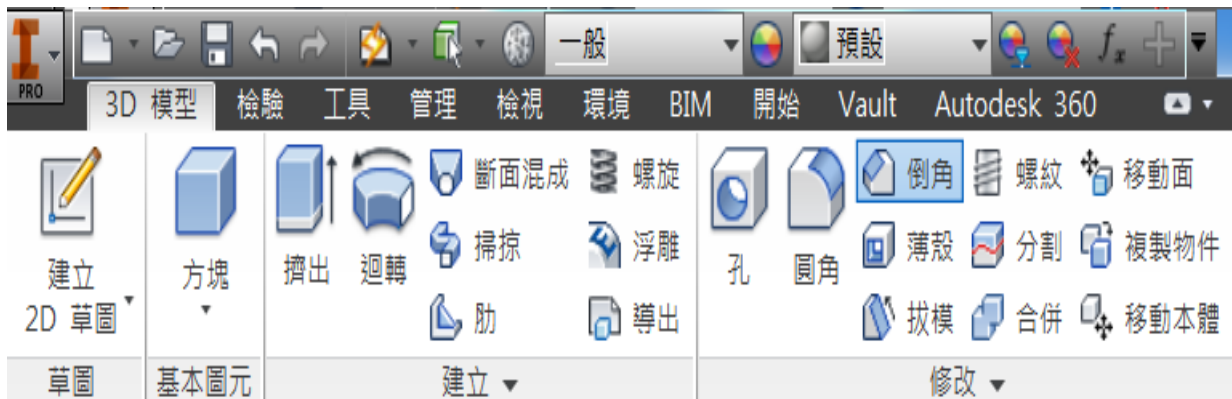 一般 預設 fx
PRO
3D 模型 檢驗 工具 管理 檢視 環境 BIM 開始 Vault Autodesk 360
建立
2D 草圖
方塊
擠出
迴轉
斷面混成
掃掠
肋
螺旋
浮雕
導出
孔
圓角
倒角
薄殼
拔模
螺紋
分割
合併
移動面
複製物件
移動本體
草圖 基本圖元 建立 修改